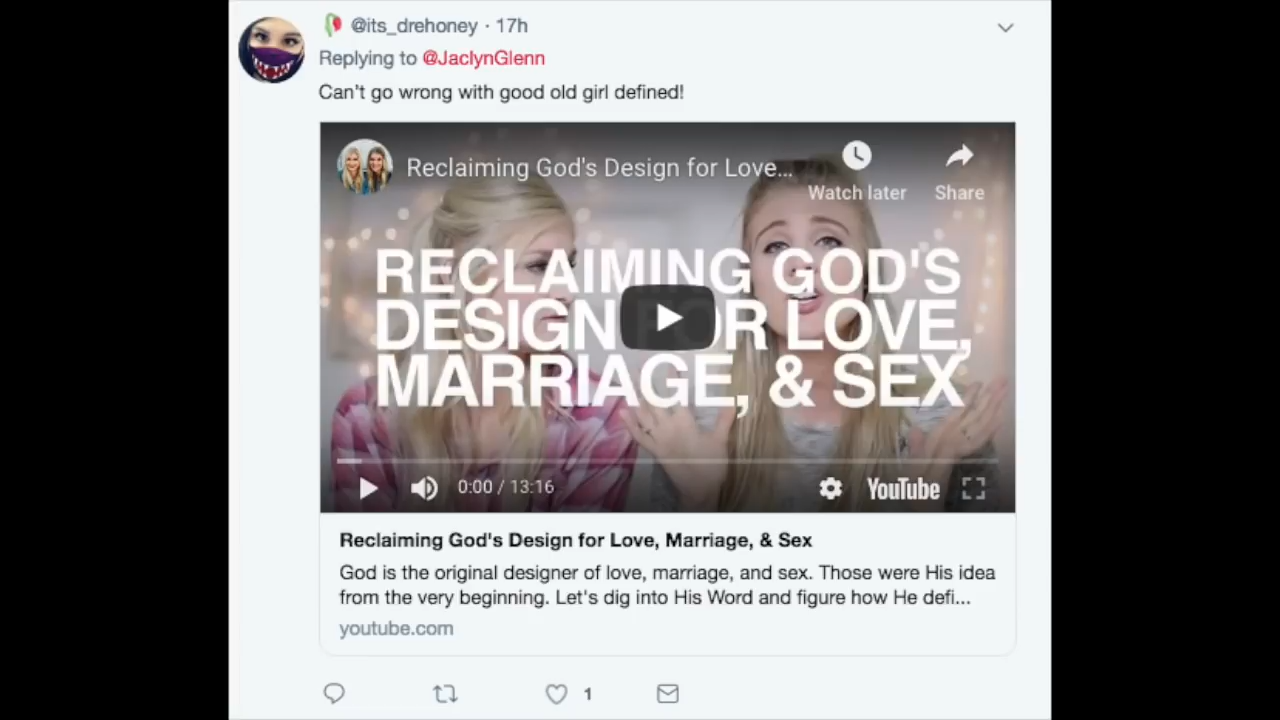 @its_drehoney · 17h
Replying to @JaclynGlenn
Can't go wrong with good old girl defined!
Reclaiming God's Design for Love...
Watch later
Share
RECLAIMING GOD'S
DESIGN FOR LOVE,
MARRIAGE, & SEX
0:00 / 13:16
YouTube
Reclaiming God's Design for Love, Marriage, & Sex
God is the original designer of love, marriage, and sex. Those were His idea
from the very beginning. Let's dig into His Word and figure how He defi...
youtube.com
1